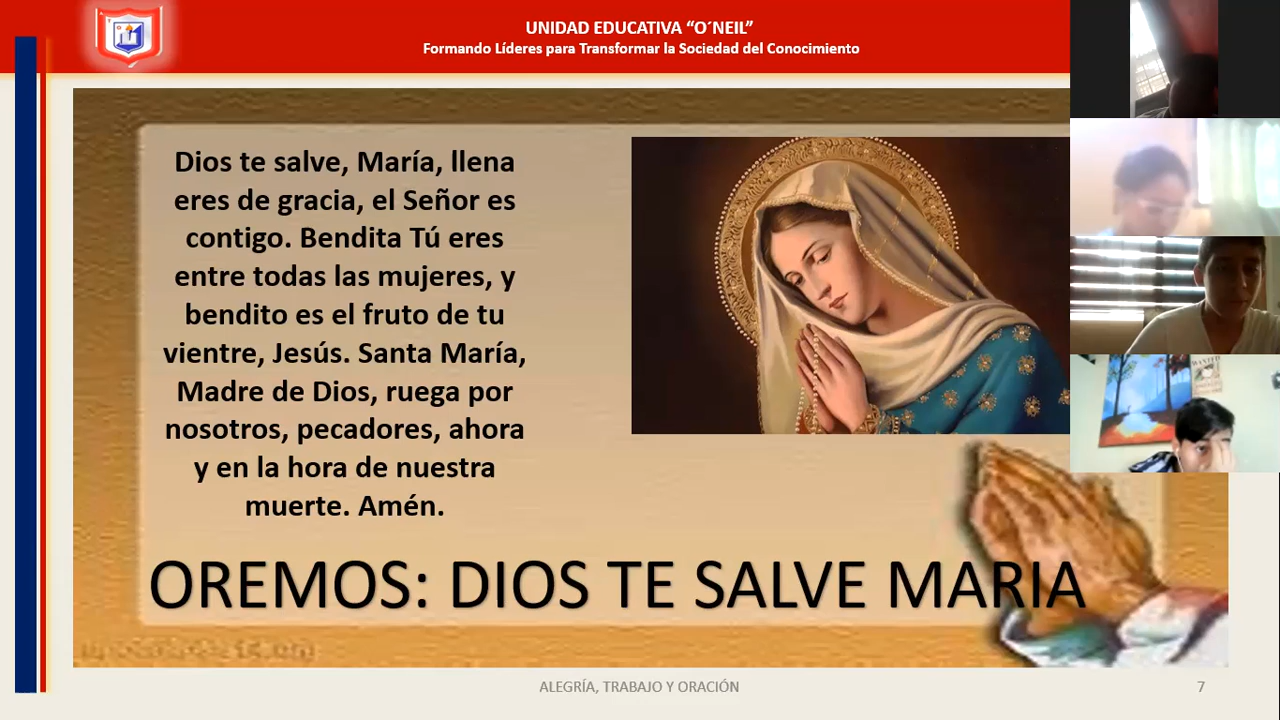 UNIDAD EDUCATIVA “O´NEIL”
Formando Líderes para Transformar la Sociedad del Conocimiento
Dios te salve, María, llena
eres de gracia, el Señor es
contigo. Bendita Tú eres
entre todas las mujeres, y
bendito es el fruto de tu
vientre, Jesús. Santa María,
Madre de Dios, ruega por
nosotros, pecadores, ahora
y en la hora de nuestra
muerte. Amén.
OREMOS: DIOS TE SALVE MARIA
ALEGRÍA, TRABAJO Y ORACIÓN
7